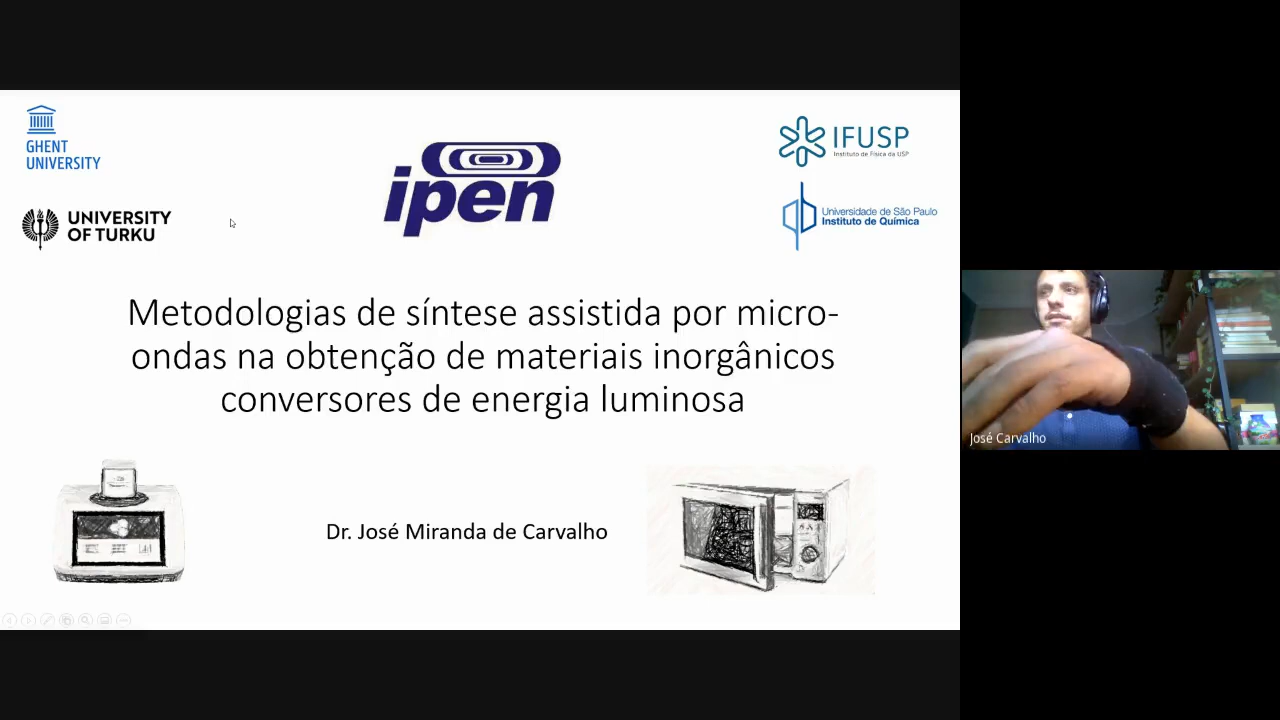 GHENT
UNIVERSITY
UNIVERSITY
OF TURKU
ipen
IFUSP
Instituto de Física da USP
Universidade de São Paulo
Instituto de Química
Metodologias de síntese assistida por micro-
ondas na obtenção de materiais inorgânicos
conversores de energia luminosa
Dr. José Miranda de Carvalho
José Carvalho